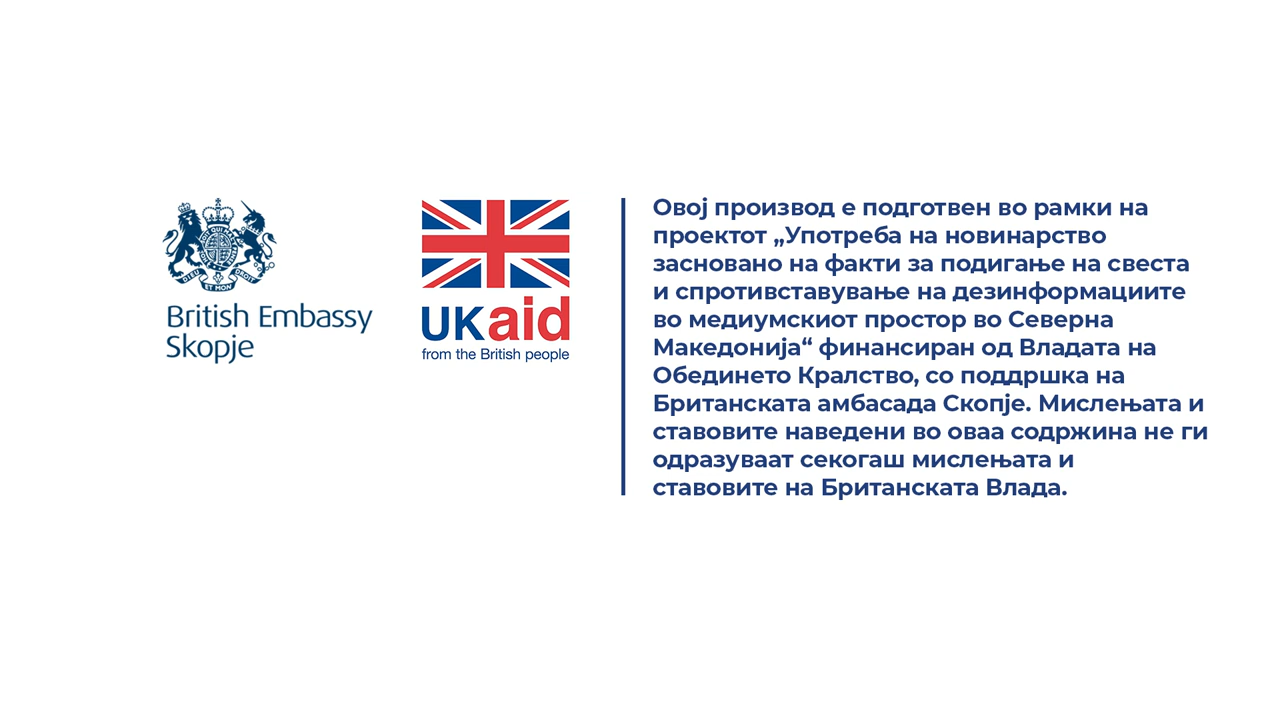 British Embassy
Skopje
UKaid
from the British people
Овој производ е подготвен во рамки на
проектот „Употреба на новинарство
засновано на факти за подигање на свеста
и спротивставување на дезинформациите
во медиумскиот простор во Северна
Македонија“ финансиран од Владата на
Обединето Кралство, со поддршка на
Британската амбасада Скопје. Мислењата и
ставовите наведени во оваа содржина не ги
одразуваат секогаш мислењата и
ставовите на Британската Влада.